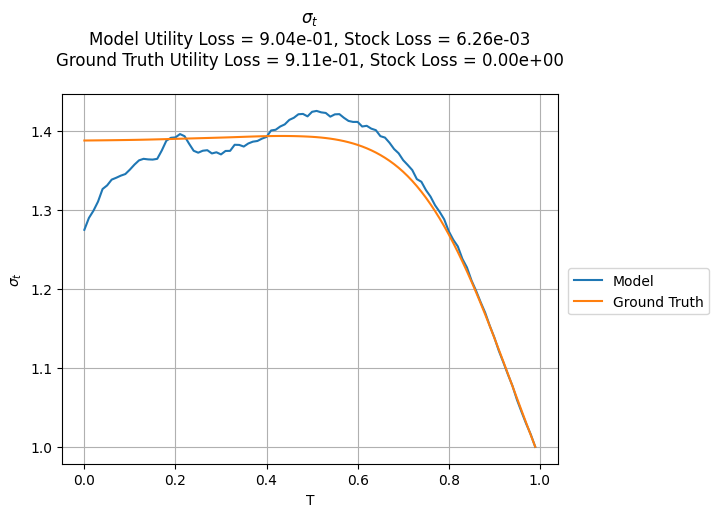 σₜ
Model Utility Loss = 9.04e-01, Stock Loss = 6.26e-03
Ground Truth Utility Loss = 9.11e-01, Stock Loss = 0.00e+00
1.4
1.3
1.2
1.1
1.0
σₜ
0.0 0.2 0.4 0.6 0.8 1.0
T
Model
Ground Truth